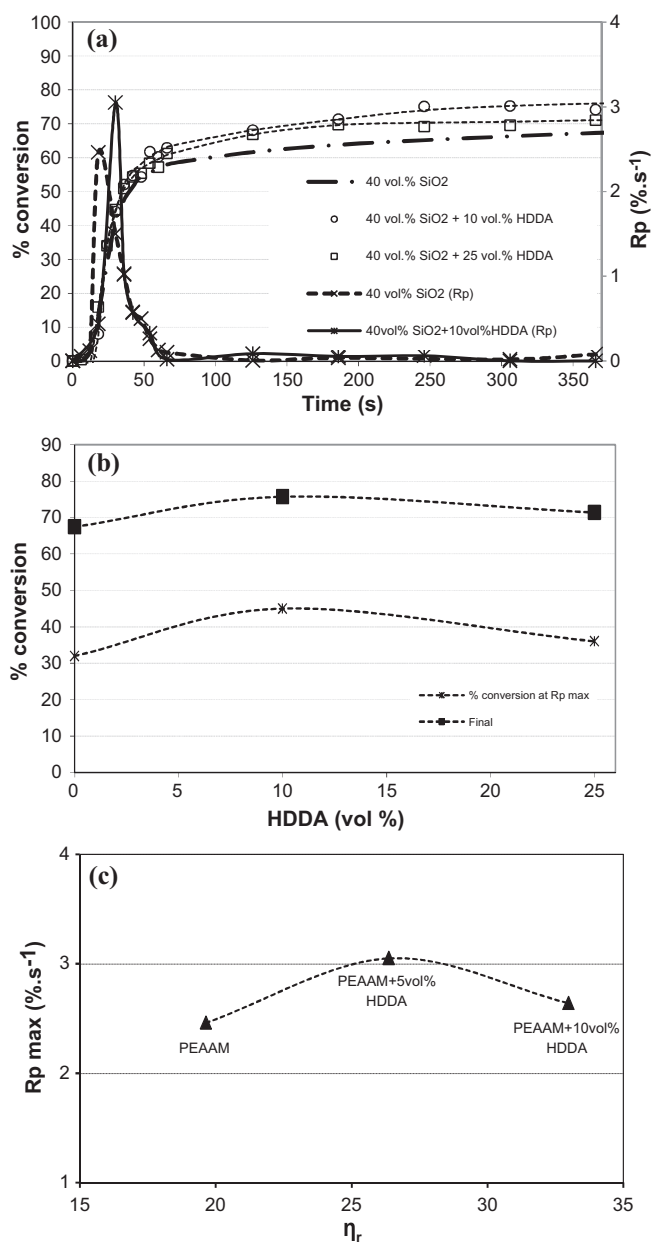 (a)
100
90
80
70
60
50
40
30
20
10
0
% conversion
4
3
2
1
0
Rp (%.s-1)
40 vol.% SiO2
40 vol.% SiO2 + 10 vol.% HDDA
40 vol.% SiO2 + 25 vol.% HDDA
40 vol% SiO2 (Rp)
40vol% SiO2+10vol%HDDA (Rp)
0 50 100 150 200 250 300 350
Time (s)
(b)
90
80
70
60
50
40
30
20
10
0
% conversion
% conversion at Rp max
Final
0 5 10 15 20 25
HDDA (vol %)
(c)
4
3
2
1
Rp max (%.s-1)
PEAAM
PEAAM+5vol%
HDDA
PEAAM+10vol%
HDDA
15 20 25 30 35
ηr